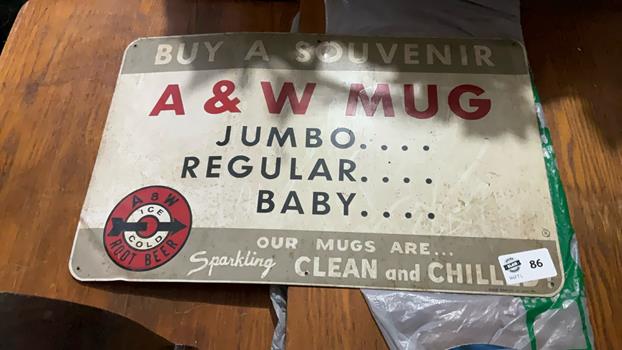 BUY A SOUVENIR
A & W MUG
JUMBO....
REGULAR....
BABY....
A & W
ICE
COLD
ROOT BEER
OUR MUGS ARE...
Sparkling CLEAN and CHILLED!
86